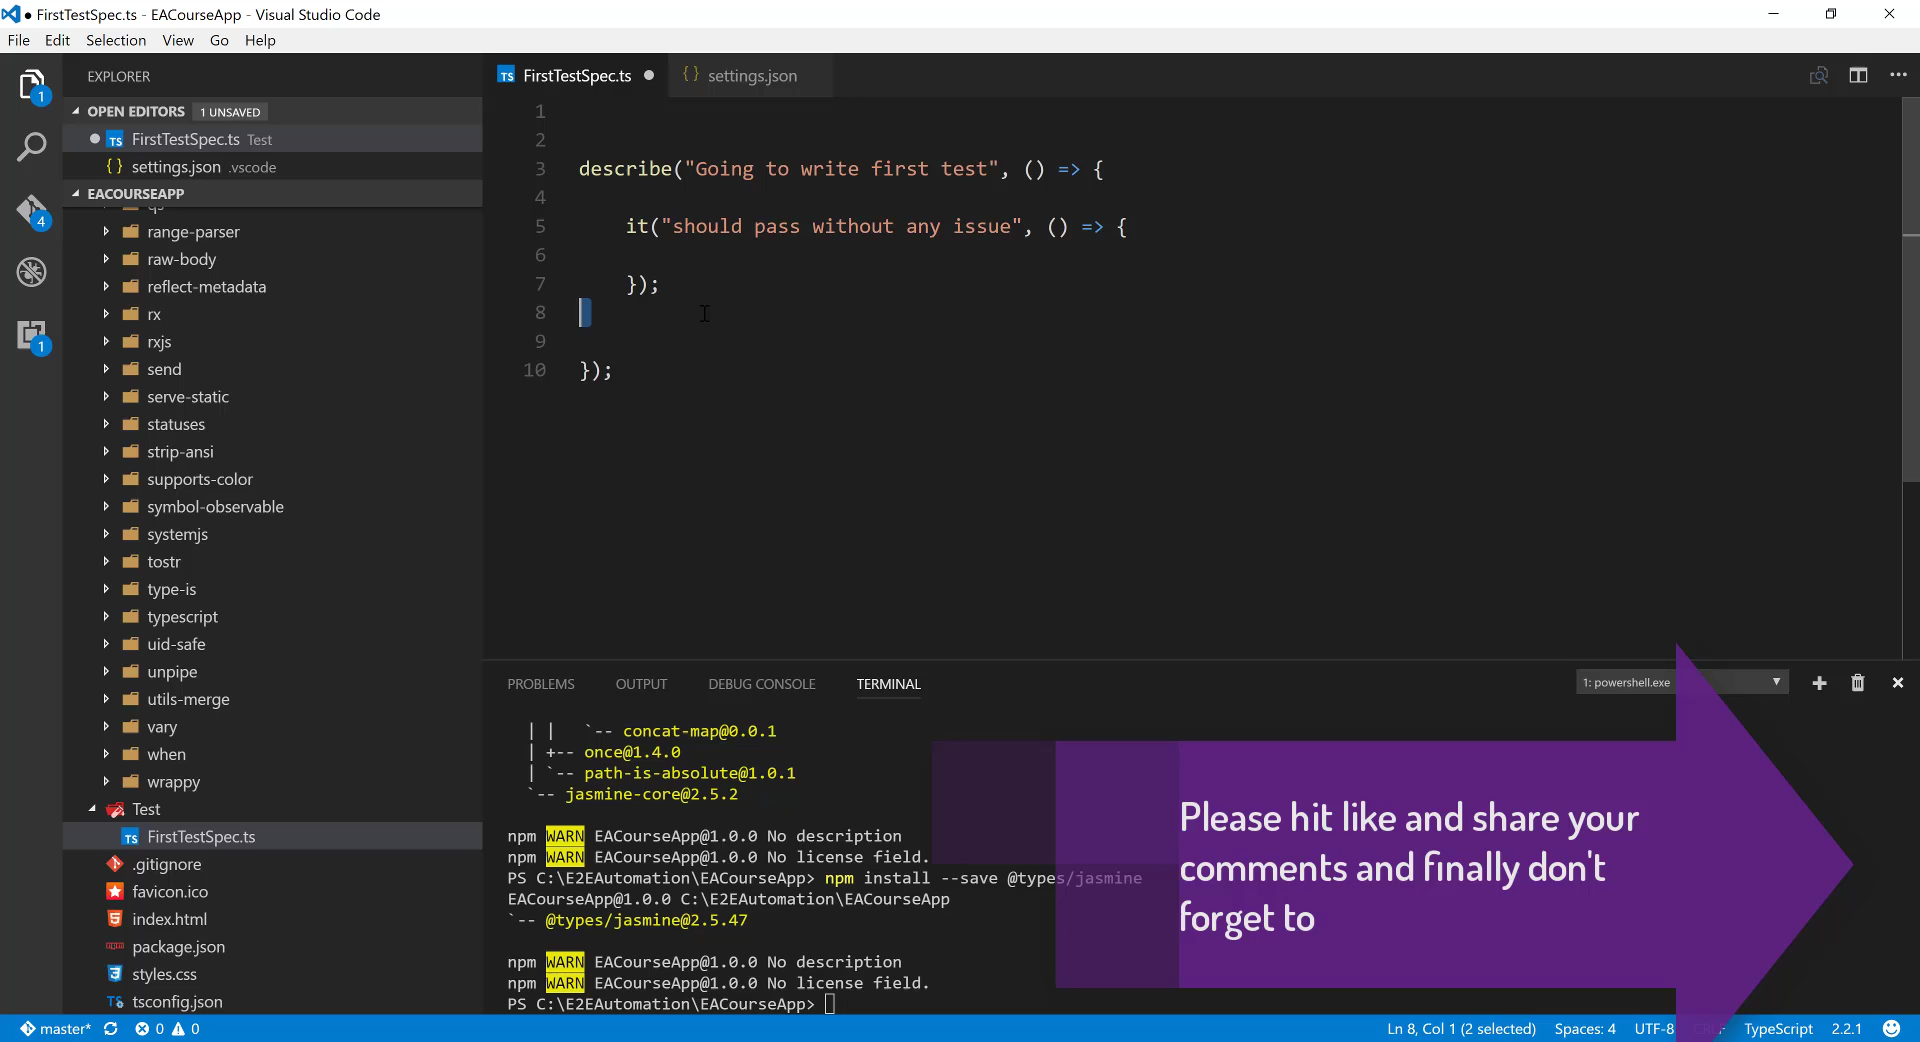 FirstTestSpec.ts - EACourseApp - Visual Studio Code
File Edit Selection View Go Help
EXPLORER
OPEN EDITORS 1 UNSAVED
TS FirstTestSpec.ts Test
{} settings.json .vscode
EACOURSEAPP
qs
range-parser
raw-body
reflect-metadata
rx
rxjs
send
serve-static
statuses
strip-ansi
supports-color
symbol-observable
systemjs
tostr
type-is
typescript
uid-safe
unpipe
utils-merge
vary
when
wrappy
Test
TS FirstTestSpec.ts
.gitignore
favicon.ico
index.html
package.json
styles.css
TS tsconfig.json
1
4
1
TS FirstTestSpec.ts {} settings.json
1
2
3 describe("Going to write first test", () => {
4
5 it("should pass without any issue", () => {
6
7 });
8
9
10 });
PROBLEMS OUTPUT DEBUG CONSOLE TERMINAL 1: powershell.exe
| | `-- concat-map@0.0.1
| +-- once@1.4.0
| `-- path-is-absolute@1.0.1
`-- jasmine-core@2.5.2
npm WARN EACourseApp@1.0.0 No description
npm WARN EACourseApp@1.0.0 No license field.
PS C:\E2EAutomation\EACourseApp> npm install --save @types/jasmine
EACourseApp@1.0.0 C:\E2EAutomation\EACourseApp
`-- @types/jasmine@2.5.47
npm WARN EACourseApp@1.0.0 No description
npm WARN EACourseApp@1.0.0 No license field.
PS C:\E2EAutomation\EACourseApp>
Please hit like and share your
comments and finally don't
forget to
master* 0 0 Ln 8, Col 1 (2 selected) Spaces: 4 UTF-8 TypeScript 2.2.1